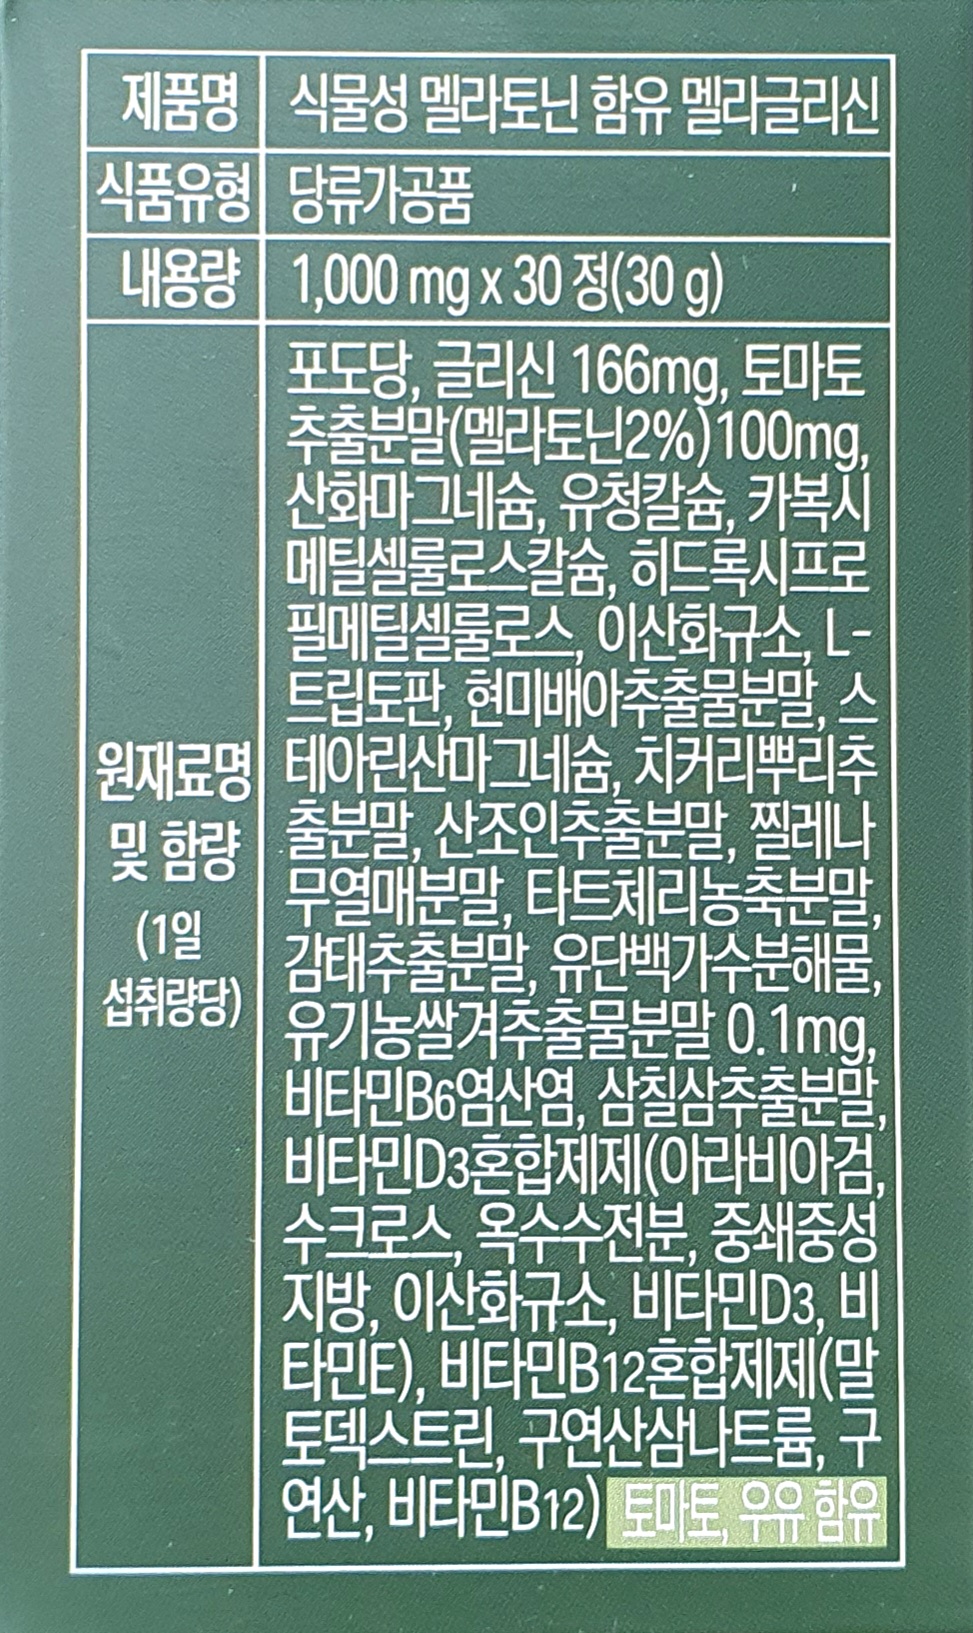 제품명 식물성 멜라토닌 함유 멜라글리신
식품유형 당류가공품
내용량 1,000 mg x 30 정(30 g)
원재료명
및 함량
(1일
섭취량당)
포도당, 글리신 166mg, 토마토
추출분말(멜라토닌2%)100mg,
산화마그네슘, 유청칼슘, 카복시
메틸셀룰로스칼슘, 히드록시프로
필메틸셀룰로스, 이산화규소, L-
트립토판, 현미배아추출물분말, 스
테아린산마그네슘, 치커리뿌리추
출분말, 산조인추출분말, 찔레나
무열매분말, 타트체리농축분말,
감태추출분말, 유단백가수분해물,
유기농쌀겨추출물분말 0.1mg,
비타민B6염산염, 삼칠삼추출분말,
비타민D3혼합제제(아라비아검,
수크로스, 옥수수전분, 중쇄중성
지방, 이산화규소, 비타민D3, 비
타민E), 비타민B12혼합제제(말
토덱스트린, 구연산삼나트륨, 구
연산, 비타민B12) 토마토, 우유 함유